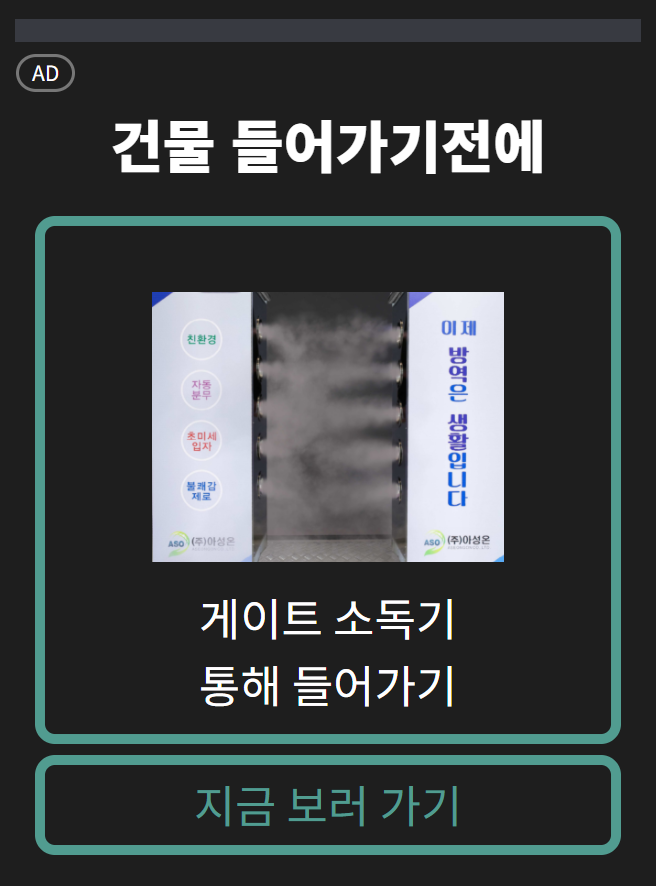 AD
건물 들어가기전에
친환경
자동
분무
초미세
입자
불쾌감
제로
ASO (주)아성온
이제
방역은
생활입니다
ASO (주)아성온
게이트 소독기
통해 들어가기
지금 보러 가기